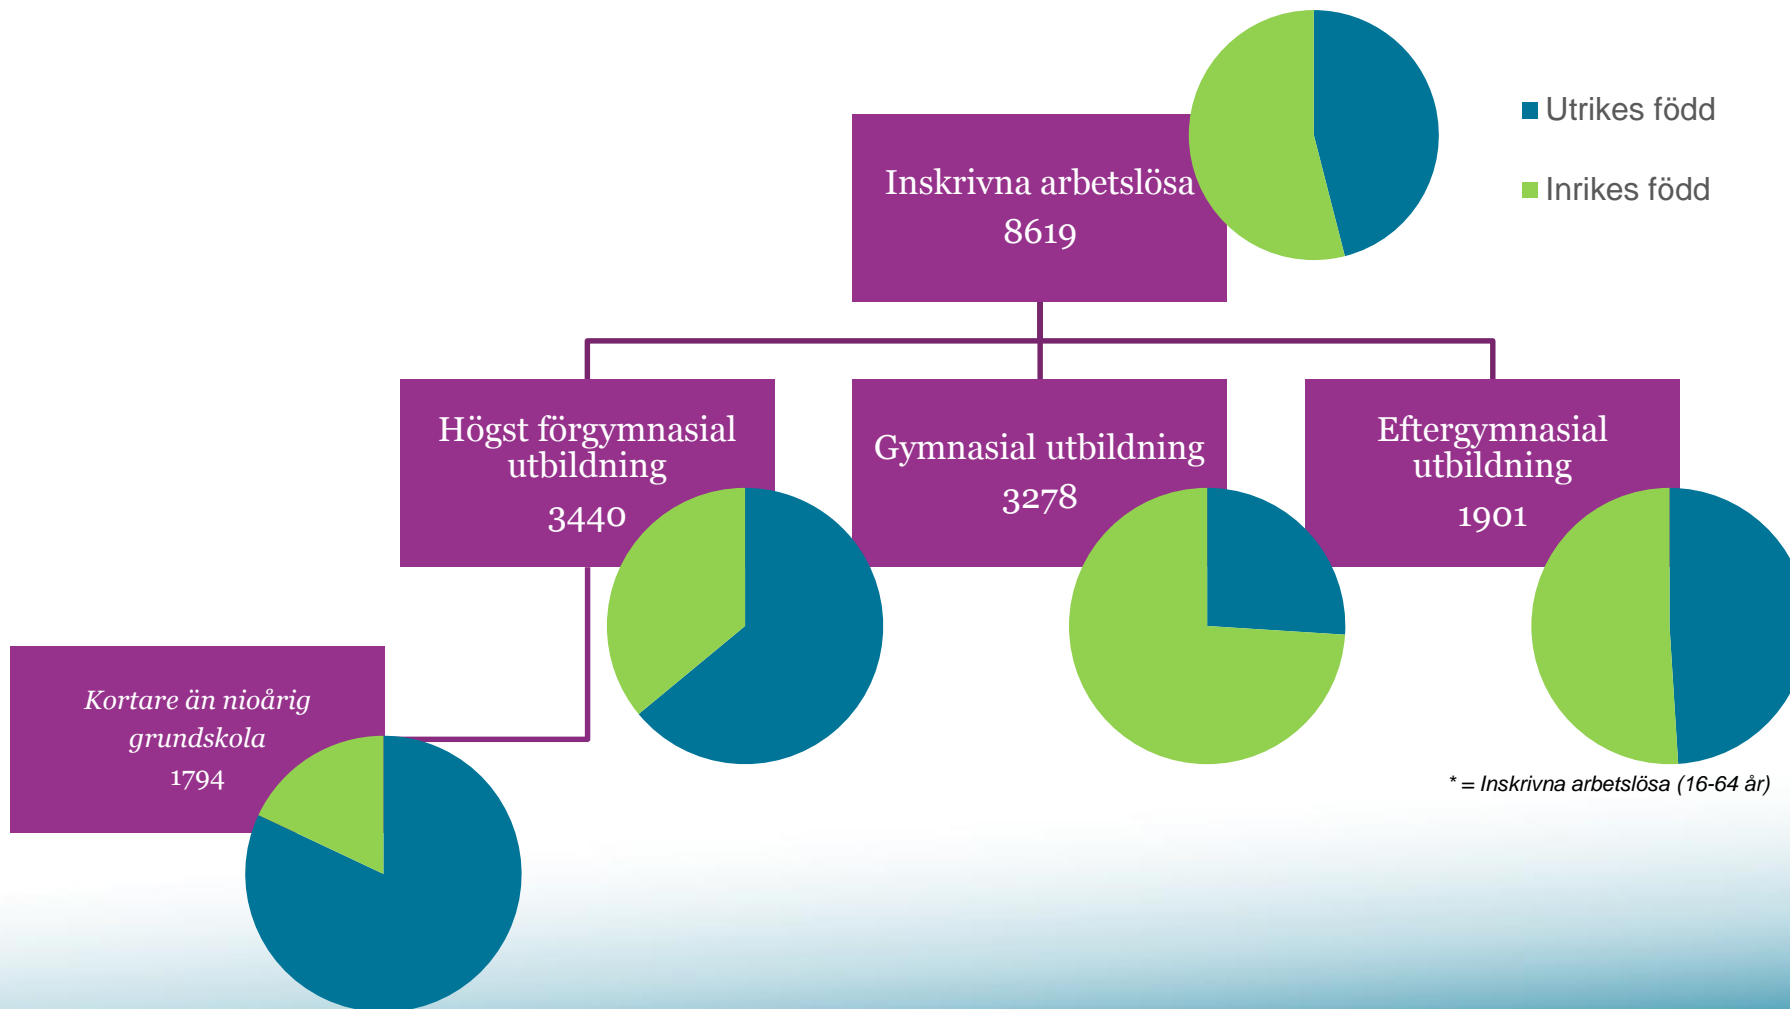 Utrikes född
Inrikes född
Inskrivna arbetslösa
8619
Högst förgymnasial
utbildning
3440
Gymnasial utbildning
3278
Eftergymnasial
utbildning
1901
Kortare än nioårig
grundskola
1794
* = Inskrivna arbetslösa (16-64 år)